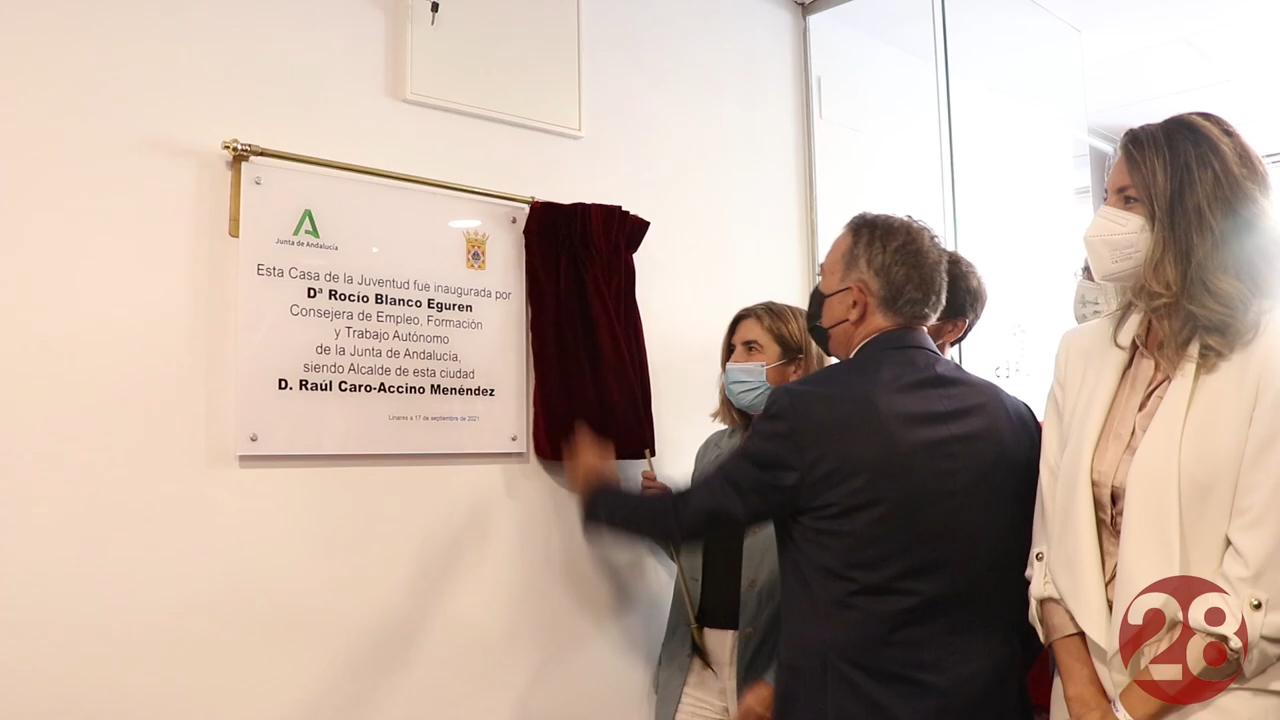 Junta de Andalucía
Esta Casa de la Juventud fue inaugurada por
Dª Rocío Blanco Eguren
Consejera de Empleo, Formación
y Trabajo Autónomo
de la Junta de Andalucía,
siendo Alcalde de esta ciudad
D. Raúl Caro-Accino Menéndez
Linares a 17 de septiembre de 2021
28